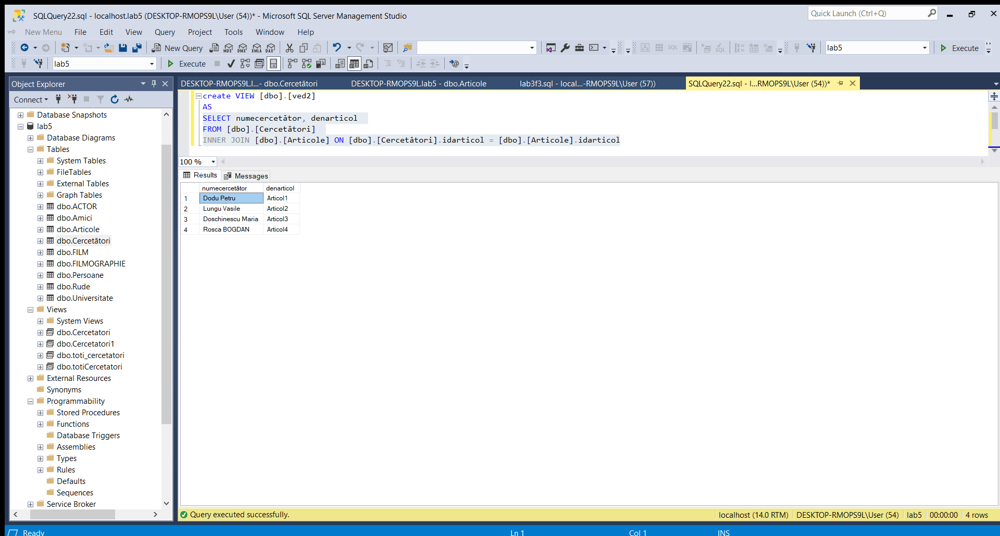 SQLQuery22.sql - localhost.lab5 (DESKTOP-RMOPS9L\User (54))* - Microsoft SQL Server Management Studio
Quick Launch (Ctrl+Q)
New Menu File Edit View Query Project Tools Window Help
New Query MDX DMX XMLA DAX SQL SQL lab5 Execute
lab5 Execute
Object Explorer
DESKTOP-RMOPS9L.l...- dbo.Cercetători DESKTOP-RMOPS9L.lab5 - dbo.Articole lab3f3.sql - local...-RMOPS9L\User (57)) SQLQuery22.sql - l...RMOPS9L\User (54))*
Connect
Database Snapshots
lab5
Database Diagrams
Tables
System Tables
FileTables
External Tables
Graph Tables
dbo.ACTOR
dbo.Amici
dbo.Articole
dbo.Cercetători
dbo.FILM
dbo.FILMOGRAPHIE
dbo.Persoane
dbo.Rude
dbo.Universitate
Views
System Views
dbo.Cercetatori
dbo.Cercetatori1
dbo.toti_cercetatori
dbo.totiCercetatori
External Resources
Synonyms
Programmability
Stored Procedures
Functions
Database Triggers
Assemblies
Types
Rules
Defaults
Sequences
Service Broker
create VIEW [dbo].[ved2]
AS
SELECT numecercetător, denarticol
FROM [dbo].[Cercetători]
INNER JOIN [dbo].[Articole] ON [dbo].[Cercetători].idarticol = [dbo].[Articole].idarticol
100 %
Results Messages
numecercetător denarticol
1 Dodu Petru Articol1
2 Lungu Vasile Articol2
3 Doschinescu Maria Articol3
4 Rosca BOGDAN Articol4
Query executed successfully. localhost (14.0 RTM) DESKTOP-RMOPS9L\User (54) lab5 00:00:00 4 rows
Ready Ln 1 Col 1 INS